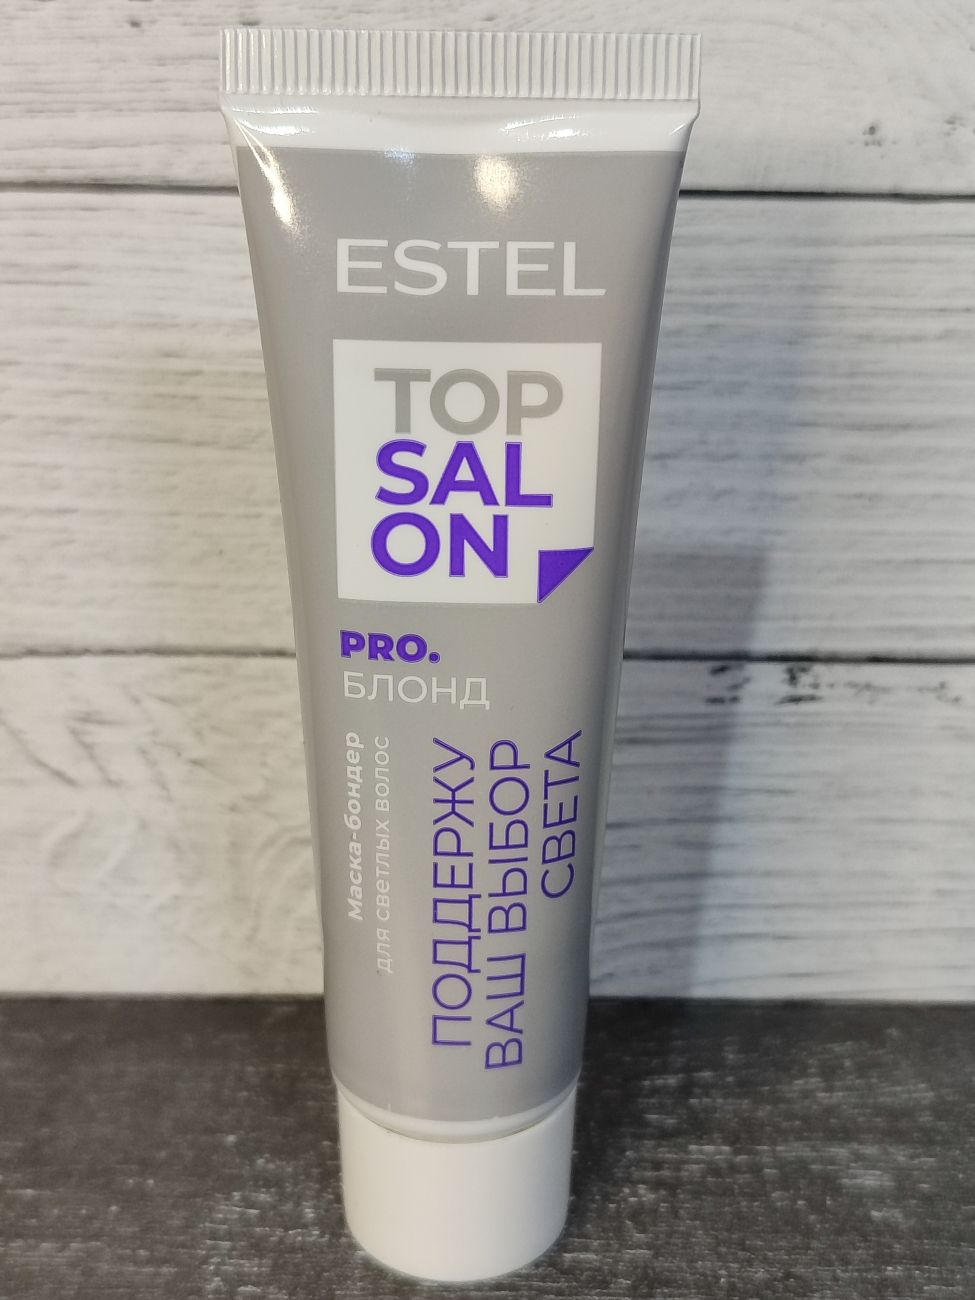 ESTEL
TOP
SAL
ON
PRO.
БЛОНД
Маска-бондер
для светлых волос
ПОДДЕРЖУ
ВАШ ВЫБОР
СВЕТА